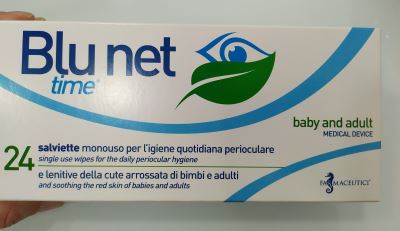 Blu net
time®
baby and adult
MEDICAL DEVICE
24 salviette monouso per l'igiene quotidiana perioculare
single use wipes for the daily periocular hygiene
e lenitive della cute arrossata di bimbi e adulti
and soothing the red skin of babies and adults
FARMACEUTICI